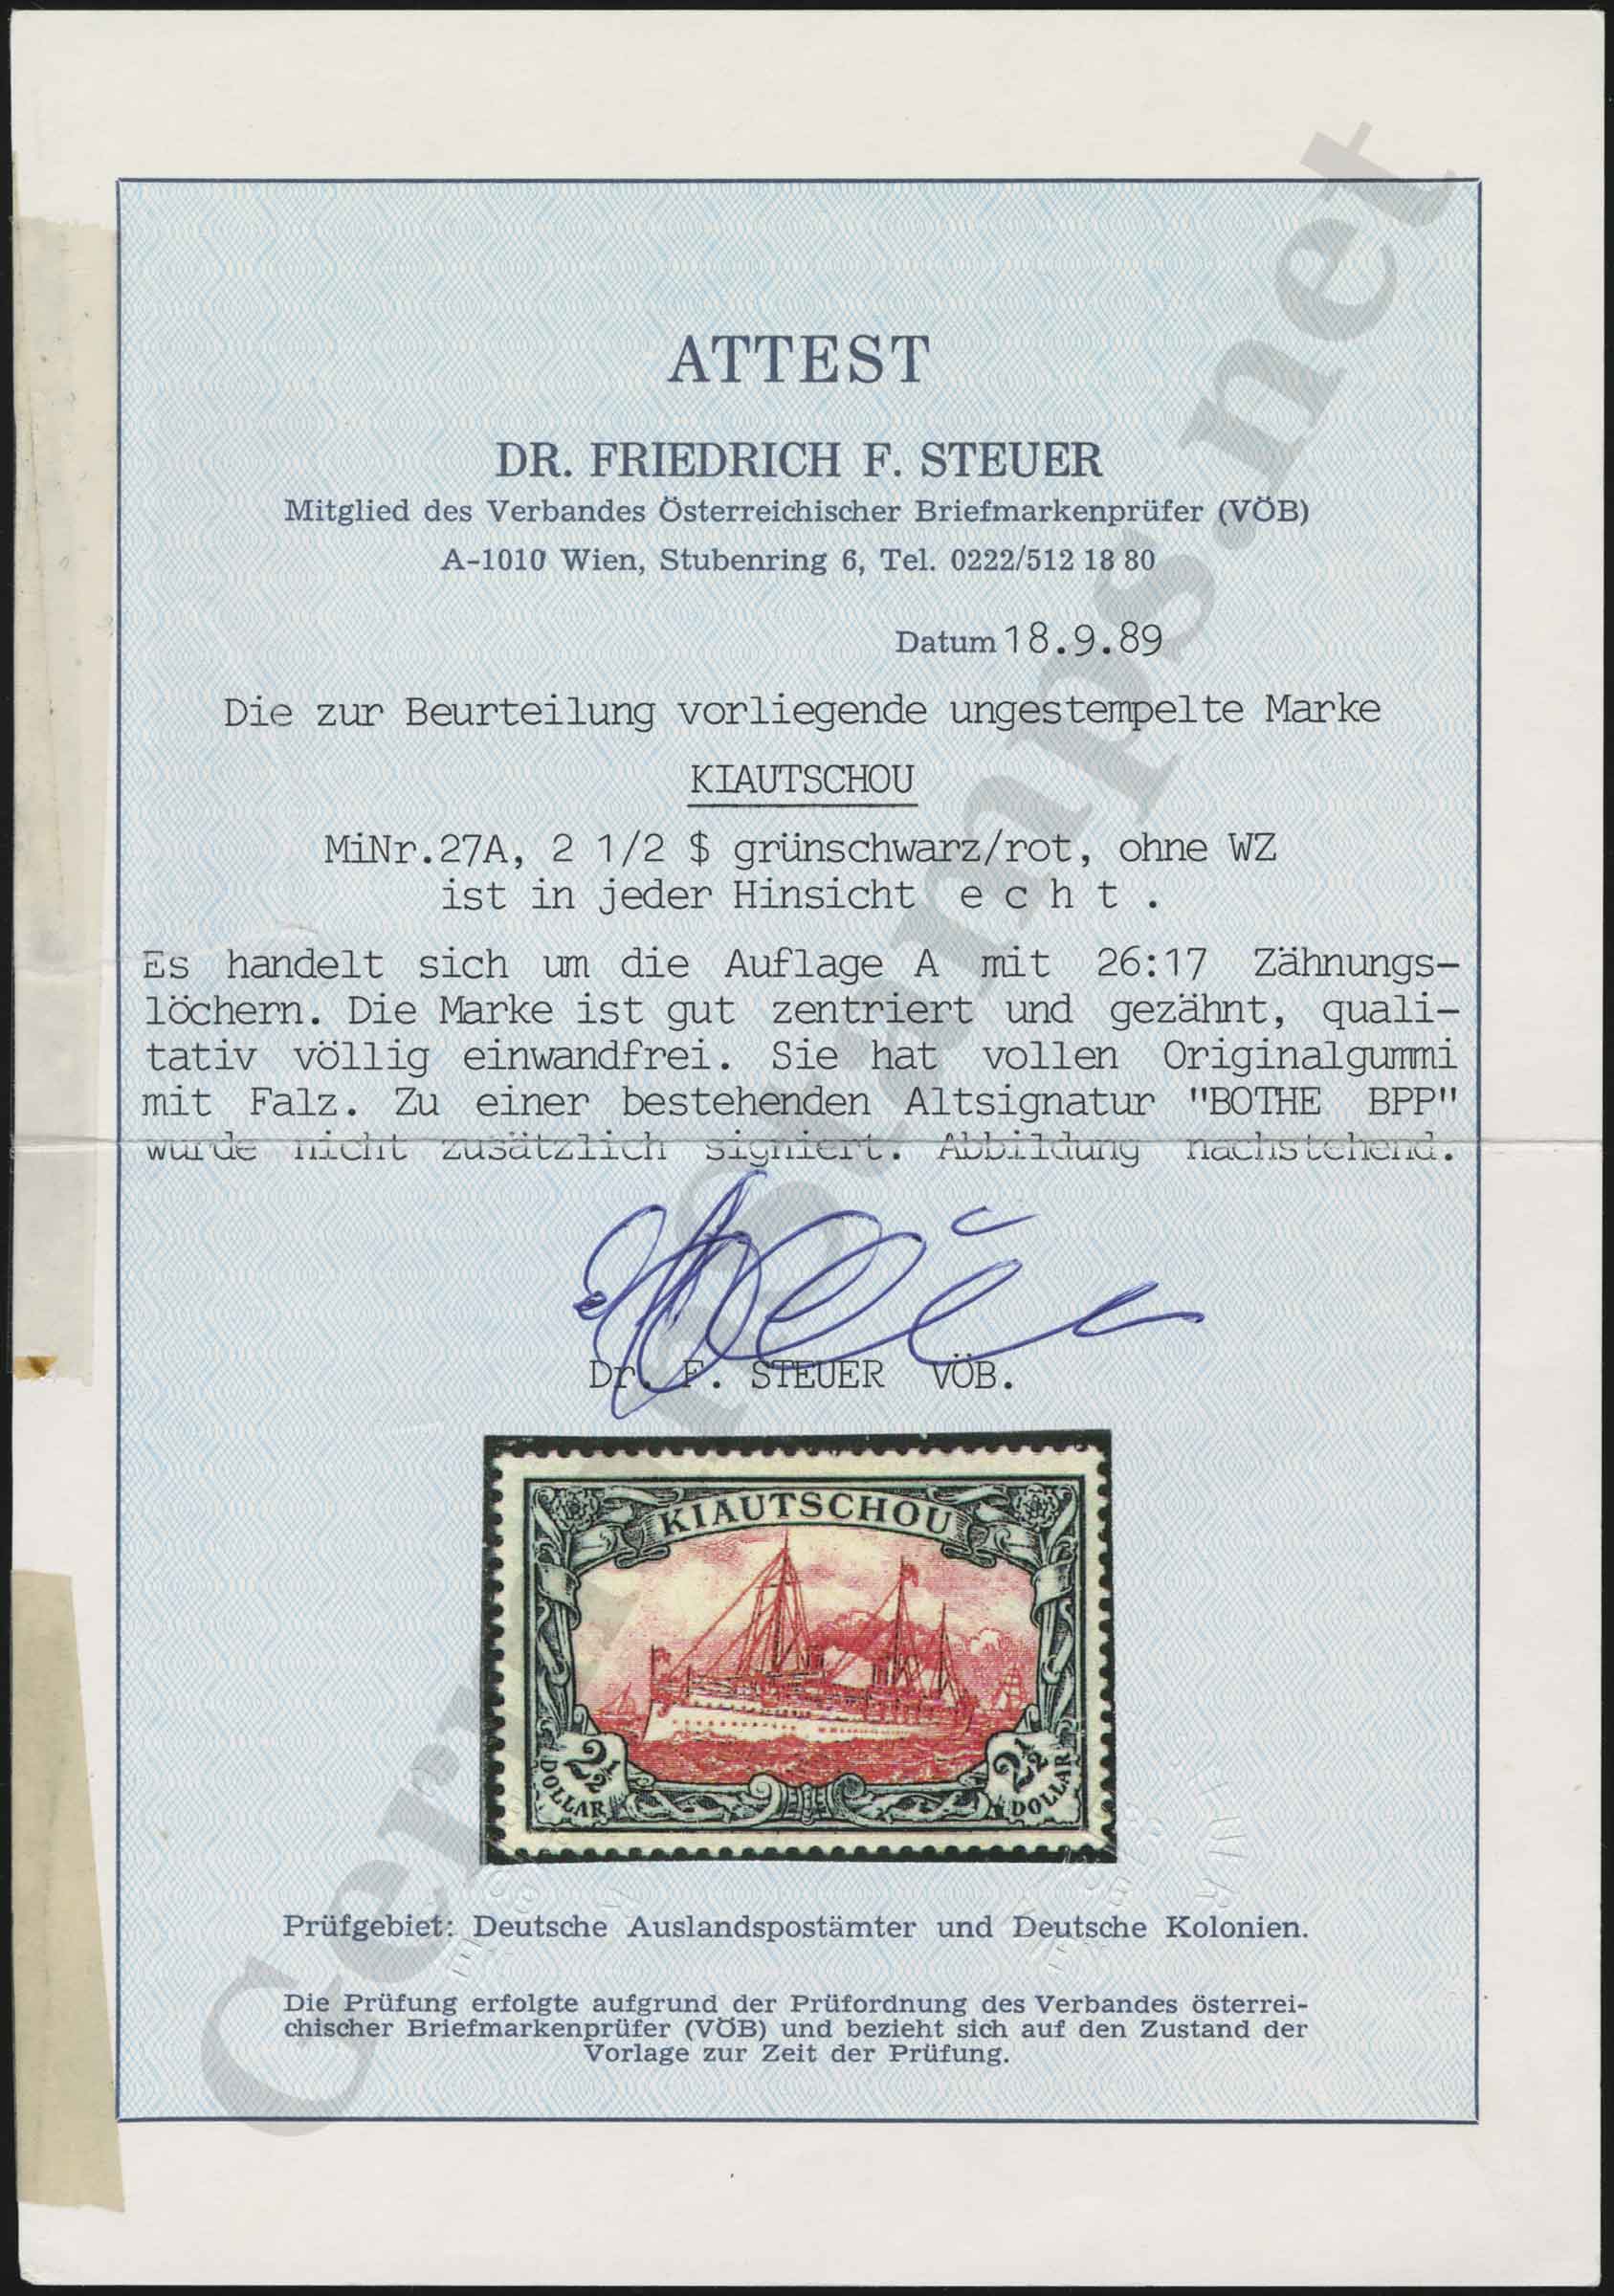 ATTEST
DR. FRIEDRICH F. STEUER
Mitglied des Verbandes Österreichischer Briefmarkenprüfer (VÖB)
A-1010 Wien, Stubenring 6, Tel. 0222/512 18 80
Datum 18.9.89
Die zur Beurteilung vorliegende ungestempelte Marke
KIAUTSCHOU
MiNr.27A, 2 1/2 $ grünschwarz/rot, ohne WZ
ist in jeder Hinsicht e c h t .
Es handelt sich um die Auflage A mit 26:17 Zähnungs-
löchern. Die Marke ist gut zentriert und gezähnt, quali-
tativ völlig einwandfrei. Sie hat vollen Originalgummi
mit Falz. Zu einer bestehenden Altsignatur "BOTHE BPP"
wurde nicht zusätzlich signiert. Abbildung nachstehend.
Dr. F. STEUER VÖB.
KIAUTSCHOU
2½ DOLLAR
2½ DOLLAR
Prüfgebiet: Deutsche Auslandspostämter und Deutsche Kolonien.
Die Prüfung erfolgte aufgrund der Prüfordnung des Verbandes österrei-
chischer Briefmarkenprüfer (VÖB) und bezieht sich auf den Zustand der
Vorlage zur Zeit der Prüfung.